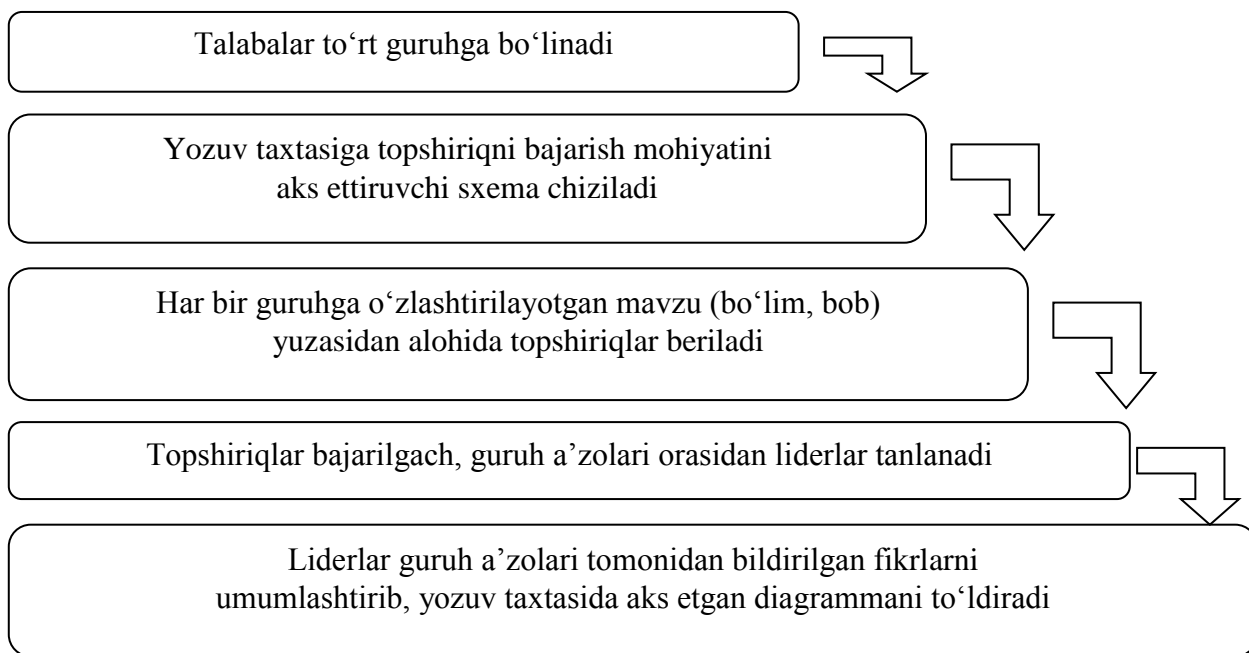 Talabalar to‘rt guruhga bo‘linadi
Yozuv taxtasiga topshiriqni bajarish mohiyatini
aks ettiruvchi sxema chiziladi
Har bir guruhga o‘zlashtirilayotgan mavzu (bo‘lim, bob)
yuzasidan alohida topshiriqlar beriladi
Topshiriqlar bajarilgach, guruh a’zolari orasidan liderlar tanlanadi
Liderlar guruh a’zolari tomonidan bildirilgan fikrlarni
umumlashtirib, yozuv taxtasida aks etgan diagrammani to‘ldiradi